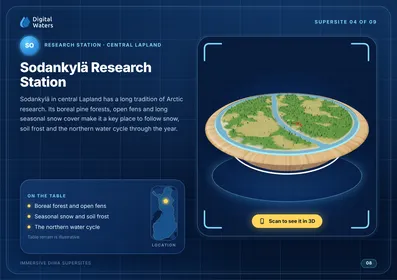 Digital
Waters
SUPERSITE 04 OF 09
SO
RESEARCH STATION · CENTRAL LAPLAND
Sodankylä Research
Station
Sodankylä in central Lapland has a long tradition of Arctic
research. Its boreal pine forests, open fens and long
seasonal snow cover make it a key place to follow snow,
soil frost and the northern water cycle through the year.
ON THE TABLE
Boreal forest and open fens
Seasonal snow and soil frost
The northern water cycle
Table terrain is illustrative.
LOCATION
Scan to see it in 3D
IMMERSIVE DIWA SUPERSITES
08